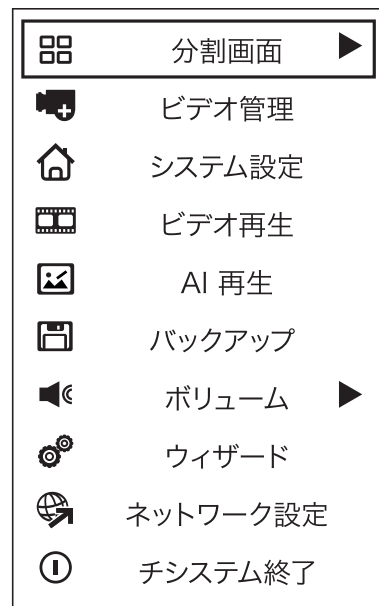 分割画面
ビデオ管理
システム設定
ビデオ再生
AI 再生
バックアップ
ボリューム
ウィザード
ネットワーク設定
チシステム終了